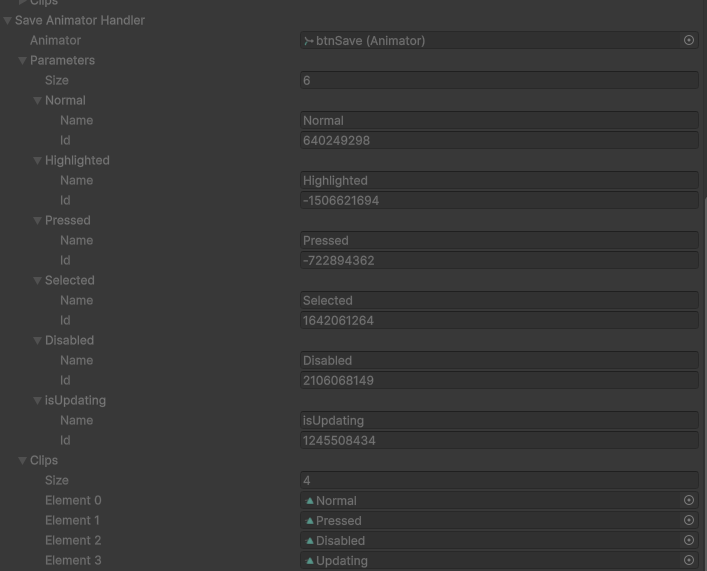 Clips
Save Animator Handler
Animator btnSave (Animator)
Parameters
Size 6
Normal
Name Normal
Id 640249298
Highlighted
Name Highlighted
Id -1506621694
Pressed
Name Pressed
Id -722894362
Selected
Name Selected
Id 1642061264
Disabled
Name Disabled
Id 2106068149
isUpdating
Name isUpdating
Id 1245508434
Clips
Size 4
Element 0 Normal
Element 1 Pressed
Element 2 Disabled
Element 3 Updating